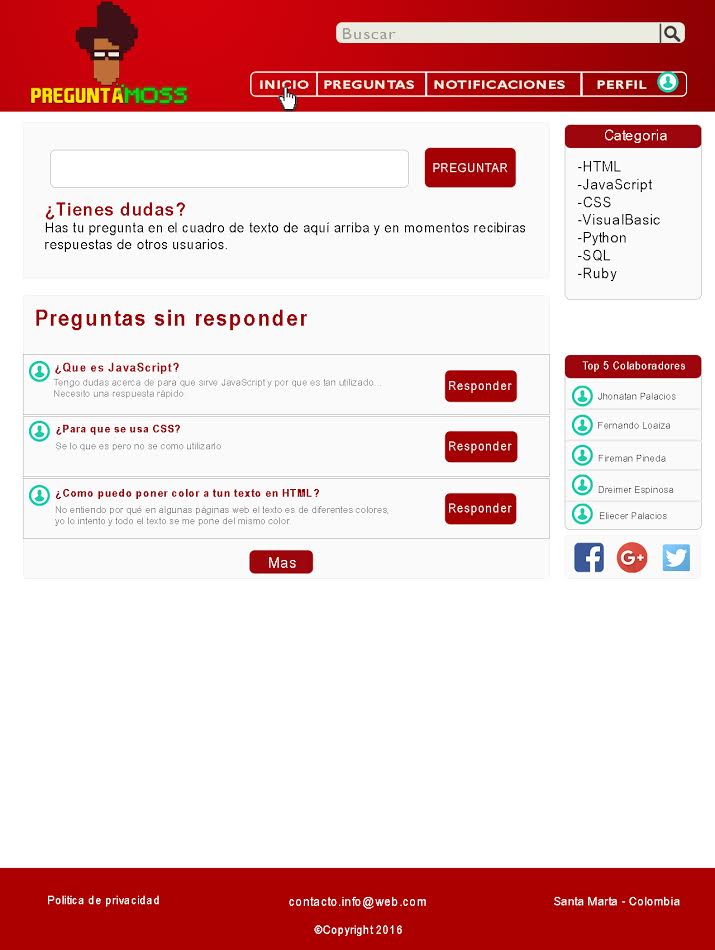 Buscar
PREGUNTAMOSS
INICIO PREGUNTAS NOTIFICACIONES PERFIL
PREGUNTAR
¿Tienes dudas?
Has tu pregunta en el cuadro de texto de aquí arriba y en momentos recibiras
respuestas de otros usuarios.
Categoria
-HTML
-JavaScript
-CSS
-VisualBasic
-Python
-SQL
-Ruby
Preguntas sin responder
¿Que es JavaScript?
Tengo dudas acerca de para que sirve JavaScript y por que es tan utilizado...
Necesito una respuesta rápido
Responder
¿Para que se usa CSS?
Se lo que es pero no se como utilizarlo
Responder
¿Como puedo poner color a tun texto en HTML?
No entiendo por qué en algunas páginas web el texto es de diferentes colores,
yo lo intento y todo el texto se me pone del mismo color.
Responder
Mas
Top 5 Colaboradores
Jhonatan Palacios
Fernando Loaiza
Fireman Pineda
Dreimer Espinosa
Eliecer Palacios
f G+
Politica de privacidad
contacto.info@web.com
Santa Marta - Colombia
©Copyright 2016